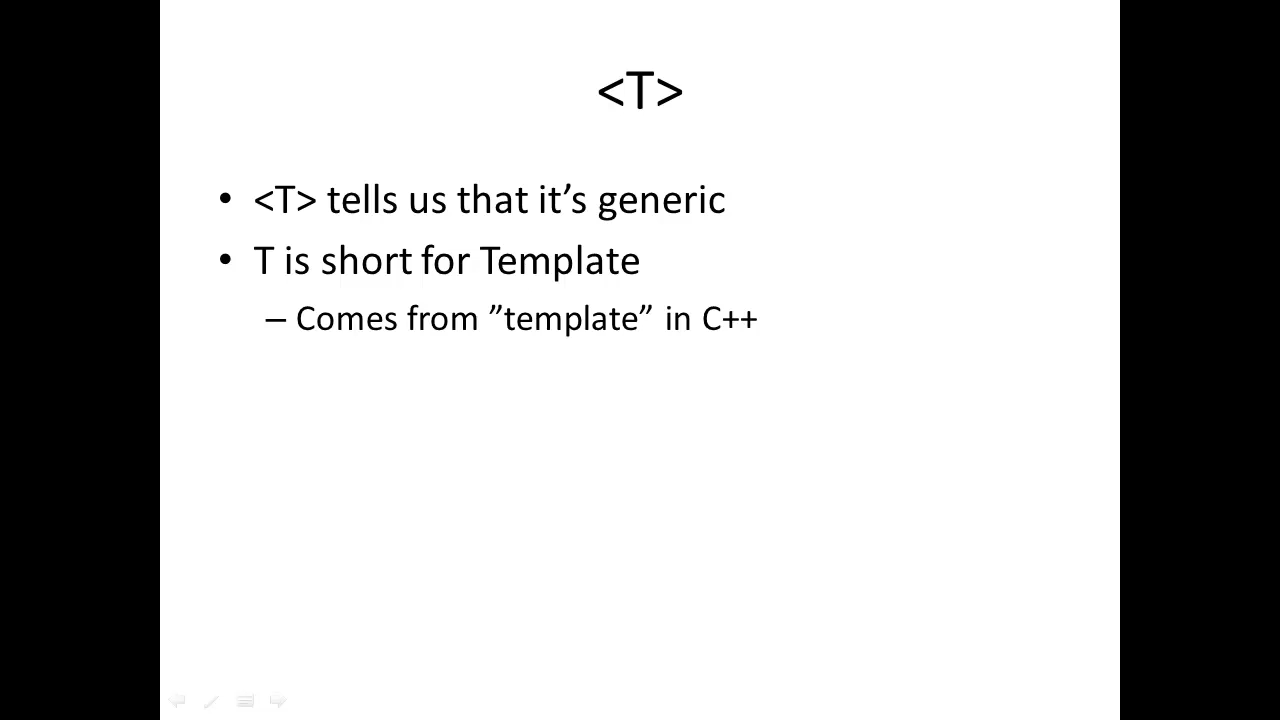 <T>
• <T> tells us that it’s generic
• T is short for Template
– Comes from ”template” in C++